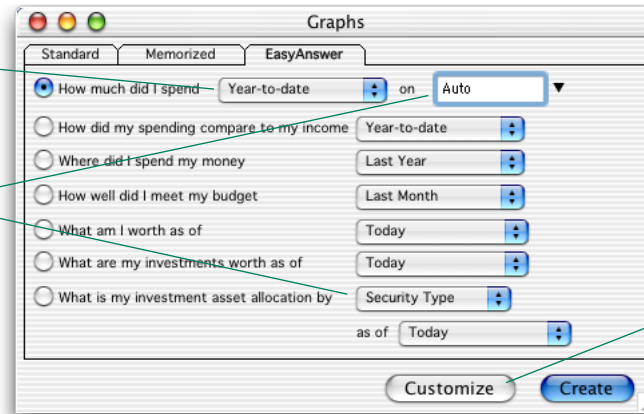 Graphs
Standard Memorized EasyAnswer
How much did I spend Year-to-date on Auto
How did my spending compare to my income Year-to-date
Where did I spend my money Last Year
How well did I meet my budget Last Month
What am I worth as of Today
What are my investments worth as of Today
What is my investment asset allocation by Security Type
as of Today
Customize Create